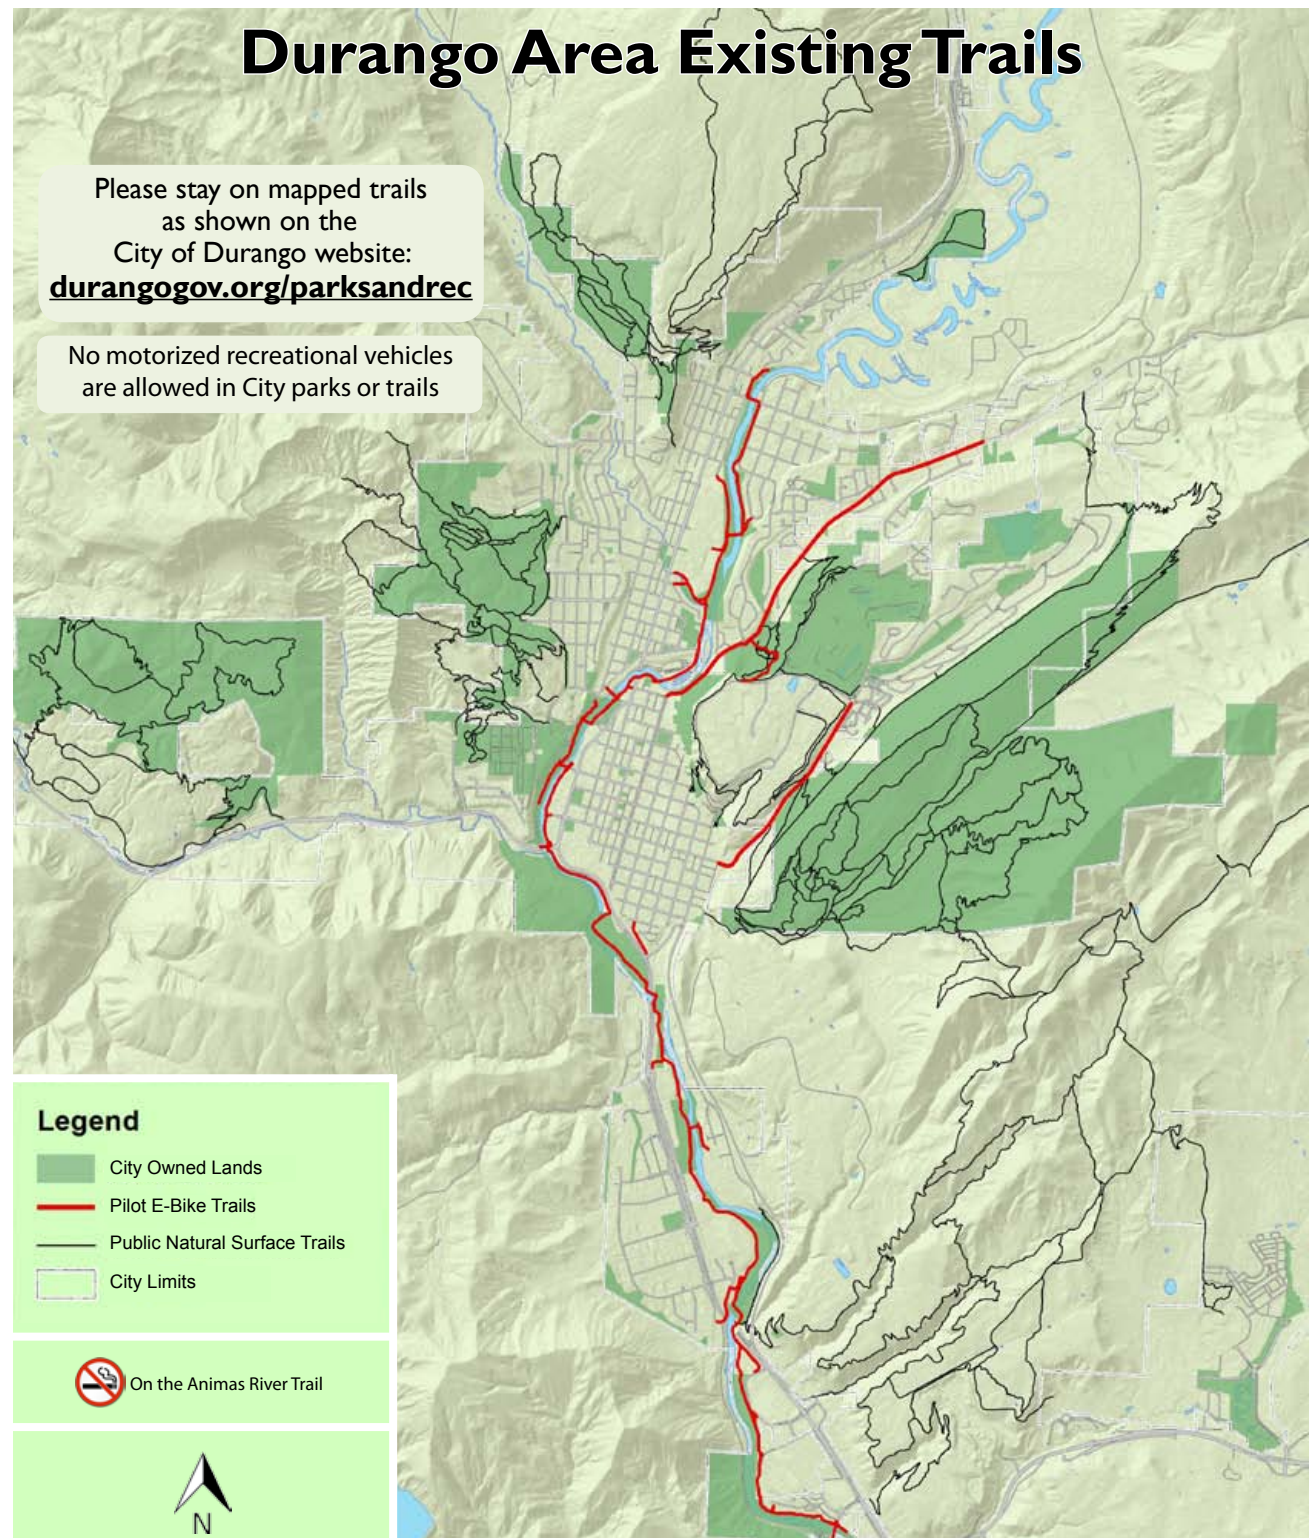 Durango Area Existing Trails
Please stay on mapped trails
as shown on the
City of Durango website:
durangogov.org/parksandrec
No motorized recreational vehicles
are allowed in City parks or trails
Legend
City Owned Lands
Pilot E-Bike Trails
Public Natural Surface Trails
City Limits
On the Animas River Trail
N